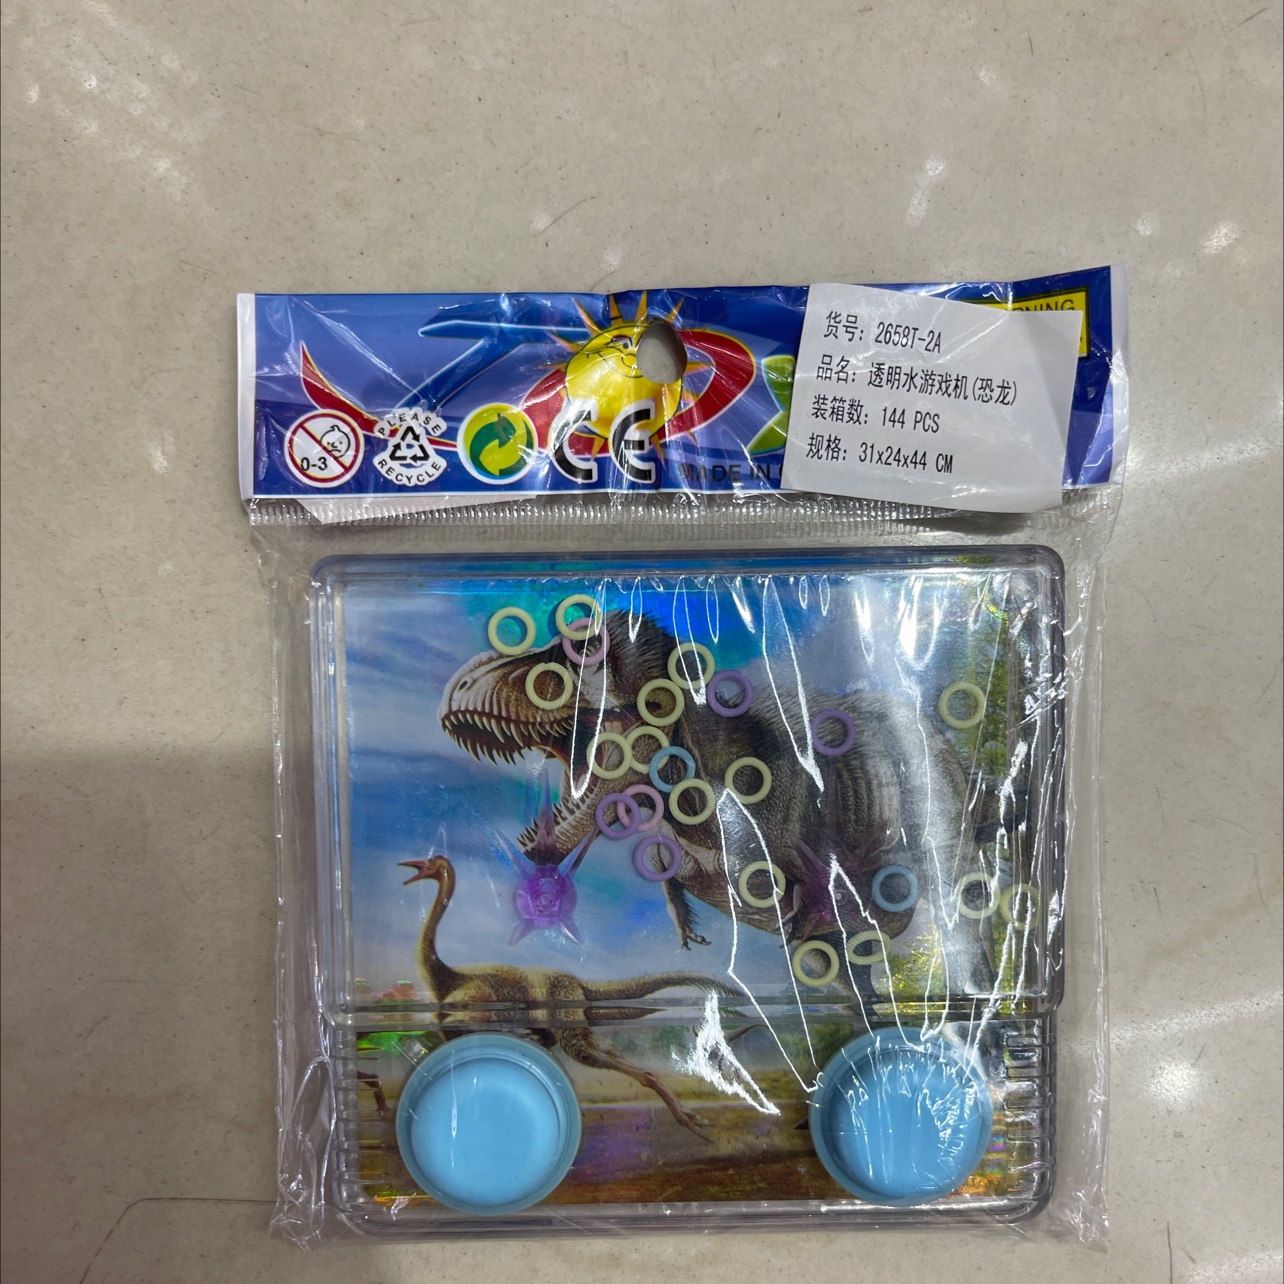 货号: 2658T-2A
品名: 透明水游戏机(恐龙)
装箱数: 144 PCS
规格: 31x24x44 CM
0-3
PLEASE
RECYCLE
CE
MADE IN